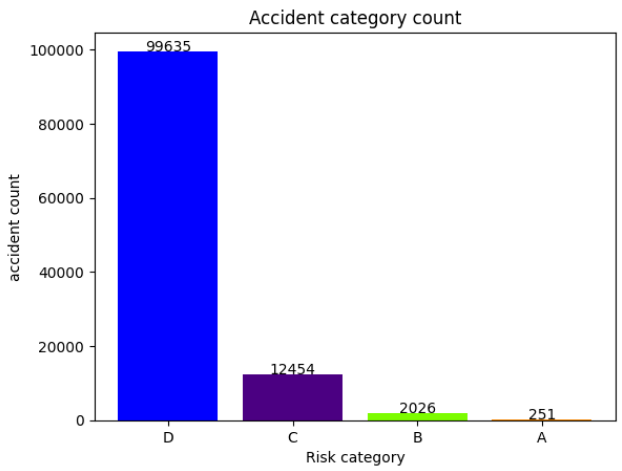 Accident category count
100000
80000
60000
40000
20000
0
accident count
99635
12454
2026
251
D C B A
Risk category